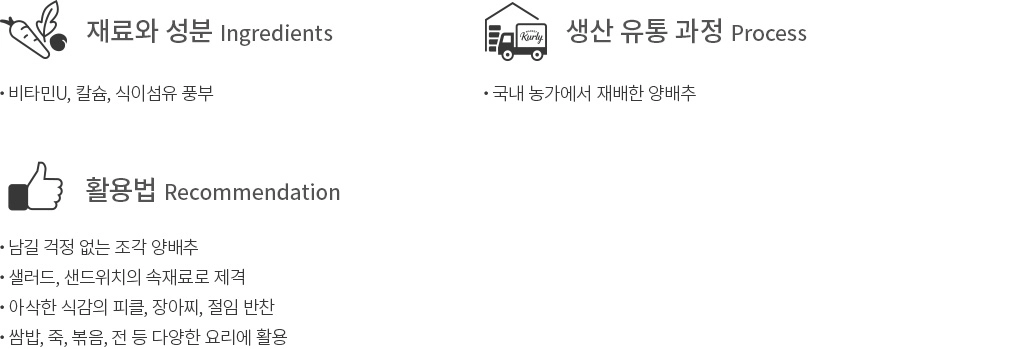 재료와 성분 Ingredients
• 비타민U, 칼슘, 식이섬유 풍부
Kurly
생산 유통 과정 Process
• 국내 농가에서 재배한 양배추
활용법 Recommendation
• 남길 걱정 없는 조각 양배추
• 샐러드, 샌드위치의 속재료로 제격
• 아삭한 식감의 피클, 장아찌, 절임 반찬
• 쌈밥, 죽, 볶음, 전 등 다양한 요리에 활용